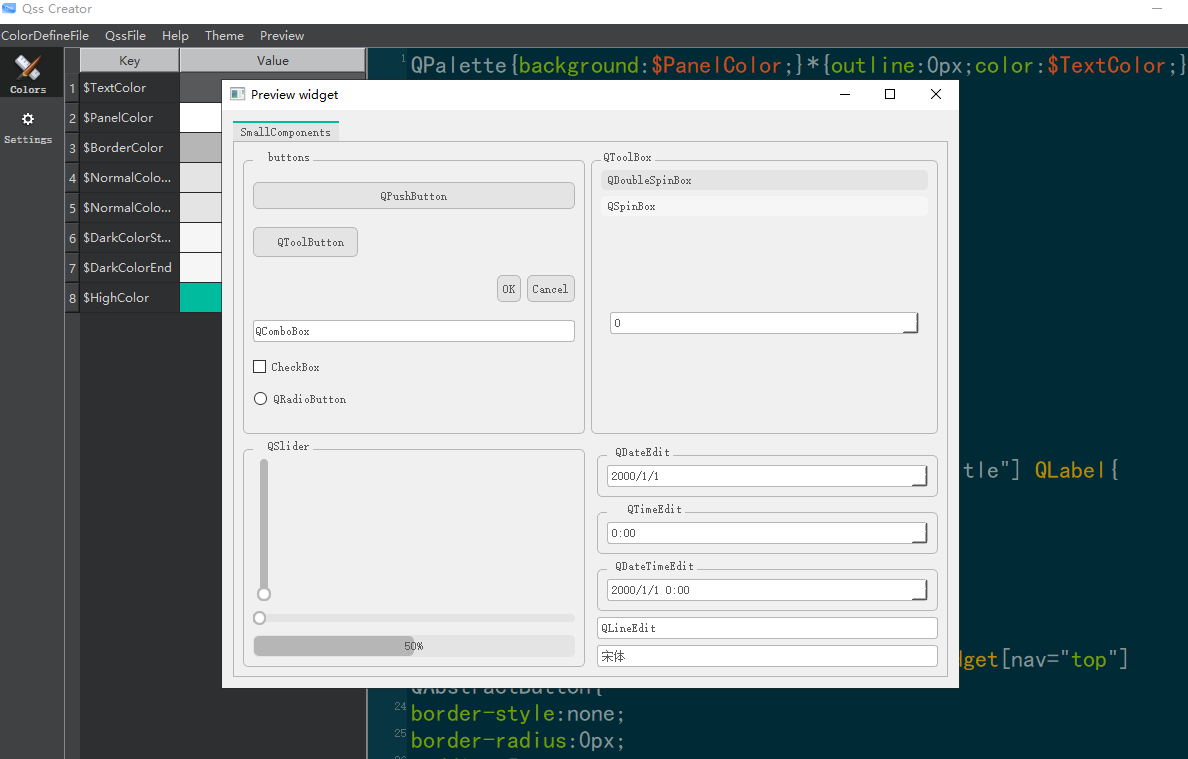 Qss Creator
ColorDefineFile QssFile Help Theme Preview
Colors
Settings
Key Value
1 $TextColor
2 $PanelColor
3 $BorderColor
4 $NormalColo...
5 $NormalColo...
6 $DarkColorSt...
7 $DarkColorEnd
8 $HighColor
1 QPalette{background:$PanelColor;}*{outline:0px;color:$TextColor;}
Preview widget
SmallComponents
buttons
QPushButton
QToolButton
OK Cancel
QComboBox
CheckBox
QRadioButton
QToolBox
QDoubleSpinBox
QSpinBox
0
QSlider
50%
QDateEdit
2000/1/1
QTimeEdit
0:00
QDateTimeEdit
2000/1/1 0:00
QLineEdit
宋体
tle"] QLabel{
dget[nav="top"]
QAbstractButton{
24 border-style:none;
25 border-radius:0px;